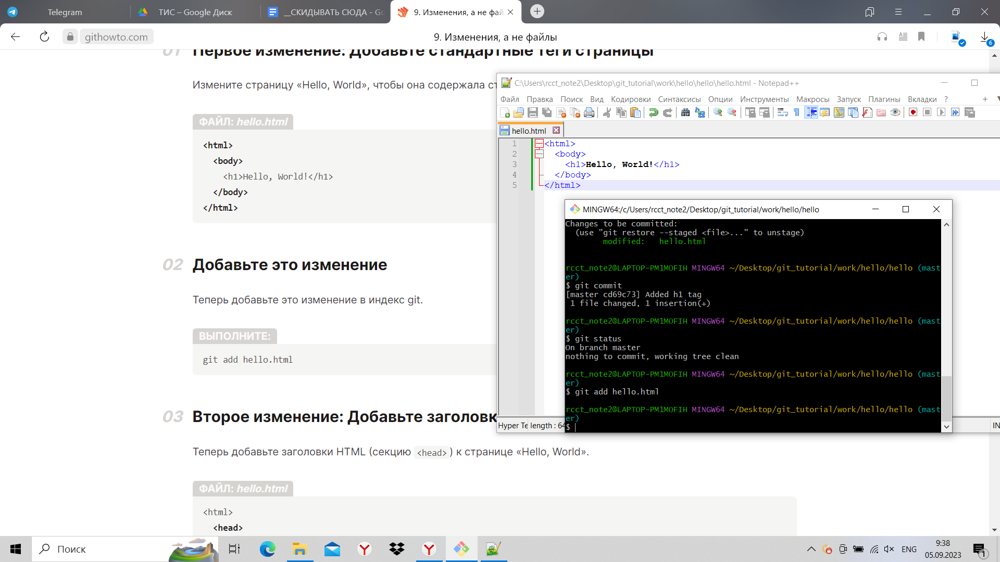 Telegram
ТИС – Google Диск
__СКИДЫВАТЬ СЮДА - Go
9. Изменения, а не фай
githowto.com
9. Изменения, а не файлы
6
01 Первое изменение: Добавьте стандартные теги страницы
Измените страницу «Hello, World», чтобы она содержала ст
ФАЙЛ: hello.html
<html>
<body>
<h1>Hello, World!</h1>
</body>
</html>
02 Добавьте это изменение
Теперь добавьте это изменение в индекс git.
ВЫПОЛНИТЕ:
git add hello.html
03 Второе изменение: Добавьте заголовк
Теперь добавьте заголовки HTML (секцию <head>) к странице «Hello, World».
ФАЙЛ: hello.html
<html>
<head>
C:\Users\rcct_note2\Desktop\git_tutorial\work\hello\hello\hello.html - Notepad++
Файл Правка Поиск Вид Кодировки Синтаксисы Опции Инструменты Макросы Запуск Плагины Вкладки ?
hello.html
1 <html>
2 <body>
3 <h1>Hello, World!</h1>
4 </body>
5 </html>
Hyper Te length : 64
IN
MINGW64:/c/Users/rcct_note2/Desktop/git_tutorial/work/hello/hello
Changes to be committed:
(use "git restore --staged <file>..." to unstage)
modified: hello.html
rcct_note2@LAPTOP-PM1MOFIH MINGW64 ~/Desktop/git_tutorial/work/hello/hello (mast
er)
$ git commit
[master cd69c73] Added h1 tag
1 file changed, 1 insertion(+)
rcct_note2@LAPTOP-PM1MOFIH MINGW64 ~/Desktop/git_tutorial/work/hello/hello (mast
er)
$ git status
On branch master
nothing to commit, working tree clean
rcct_note2@LAPTOP-PM1MOFIH MINGW64 ~/Desktop/git_tutorial/work/hello/hello (mast
er)
$ git add hello.html
rcct_note2@LAPTOP-PM1MOFIH MINGW64 ~/Desktop/git_tutorial/work/hello/hello (mast
er)
$
Поиск
ENG
9:38
05.09.2023
1